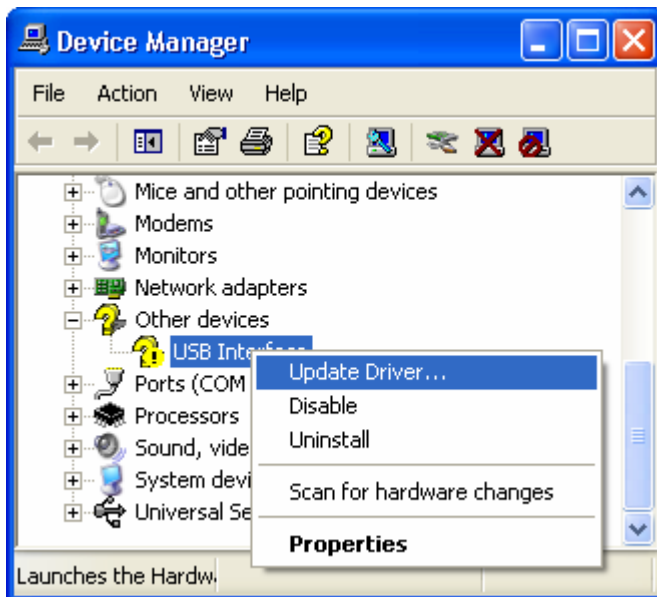 Device Manager
File Action View Help
Mice and other pointing devices
Modems
Monitors
Network adapters
Other devices
USB Interface
Ports (COM
Processors
Sound, vide
System devi
Universal Se
Update Driver...
Disable
Uninstall
Scan for hardware changes
Properties
Launches the Hardw